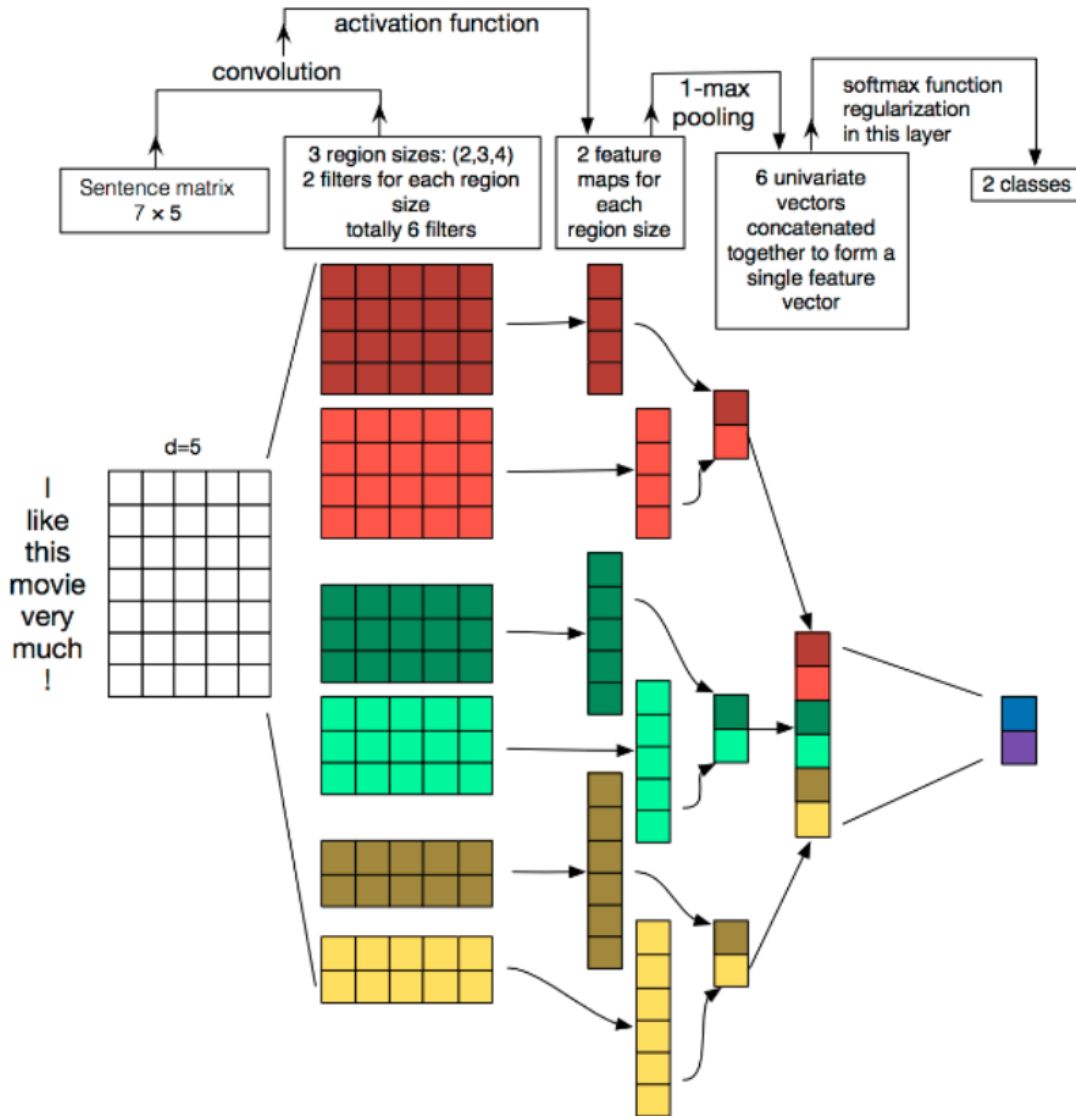 activation function
convolution
1-max
pooling
softmax function
regularization
in this layer
Sentence matrix
7 × 5
3 region sizes: (2,3,4)
2 filters for each region
size
totally 6 filters
2 feature
maps for
each
region size
6 univariate
vectors
concatenated
together to form a
single feature
vector
2 classes
d=5
I
like
this
movie
very
much
!